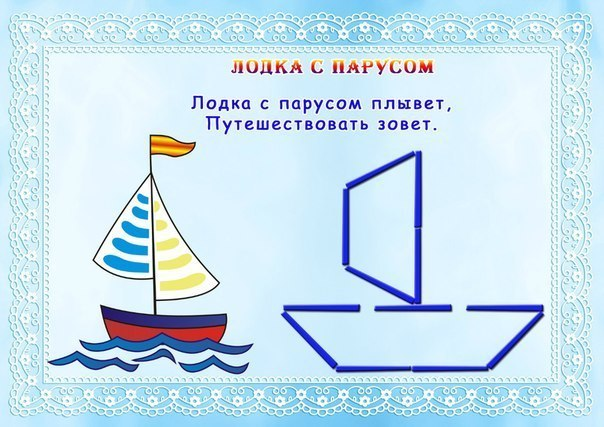 ЛОДКА С ПАРУСОМ
Лодка с парусом плывет,
Путешествовать зовет.